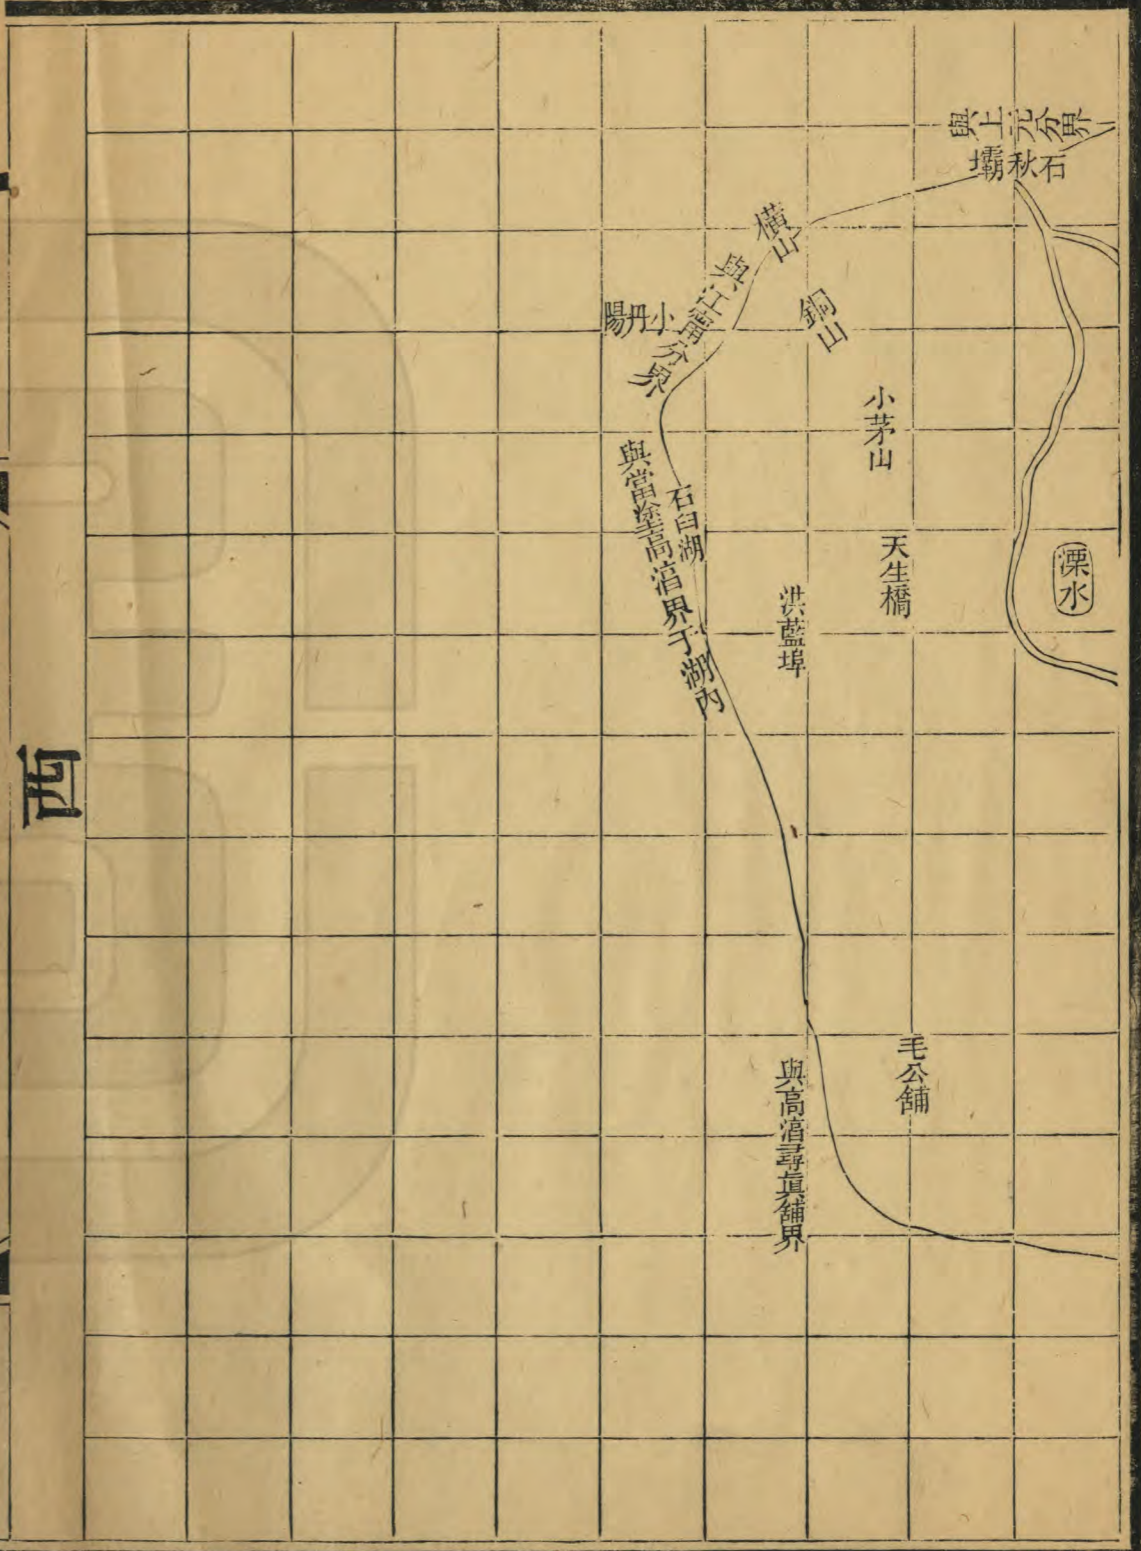 與上元分界
石秋壩
橫山
與江甯分界
小丹陽
銅山
小茅山
石臼湖
與當塗高淯界于湖內
天生橋
溧水
洪藍埠
西
毛公舖
與高淯尋真舖界